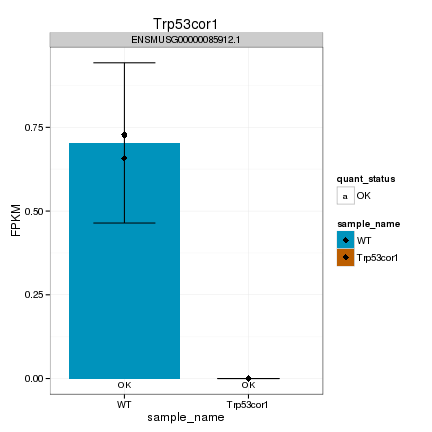 Trp53cor1
ENSMUSG00000085912.1
FPKM
0.75
0.50
0.25
0.00
OK OK
WT Trp53cor1
sample_name
quant_status
a OK
sample_name
WT
Trp53cor1